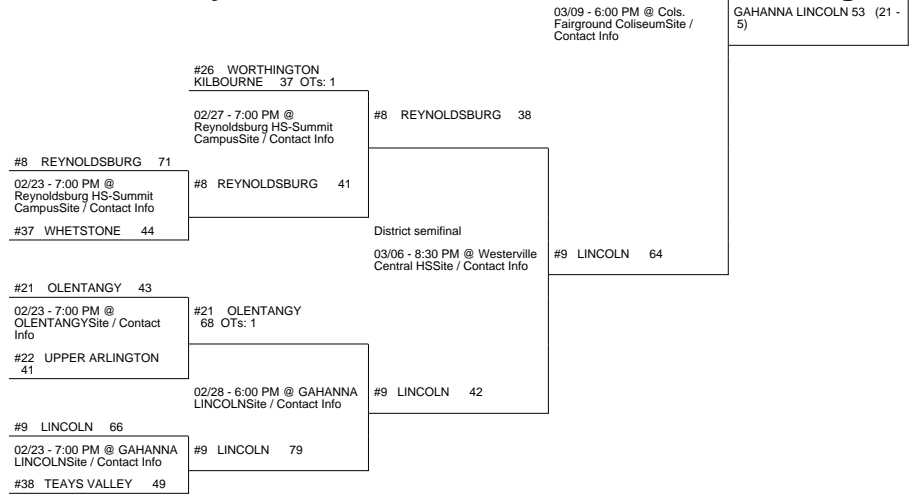 03/09 - 6:00 PM @ Cols.
Fairground ColiseumSite /
Contact Info
GAHANNA LINCOLN 53 (21 -
5)
#26 WORTHINGTON
KILBOURNE 37 OTs: 1
02/27 - 7:00 PM @
Reynoldsburg HS-Summit
CampusSite / Contact Info
#8 REYNOLDSBURG 38
#8 REYNOLDSBURG 71
02/23 - 7:00 PM @
Reynoldsburg HS-Summit
CampusSite / Contact Info
#8 REYNOLDSBURG 41
#37 WHETSTONE 44
District semifinal
03/06 - 8:30 PM @ Westerville
Central HSSite / Contact Info
#9 LINCOLN 64
#21 OLENTANGY 43
02/23 - 7:00 PM @
OLENTANGYSite / Contact
Info
#21 OLENTANGY
68 OTs: 1
#22 UPPER ARLINGTON
41
02/28 - 6:00 PM @ GAHANNA
LINCOLNSite / Contact Info
#9 LINCOLN 42
#9 LINCOLN 66
02/23 - 7:00 PM @ GAHANNA
LINCOLNSite / Contact Info
#9 LINCOLN 79
#38 TEAYS VALLEY 49